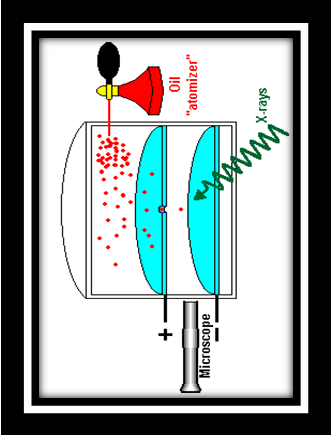 Oil
"atomizer"
X-rays
+
−
Microscope